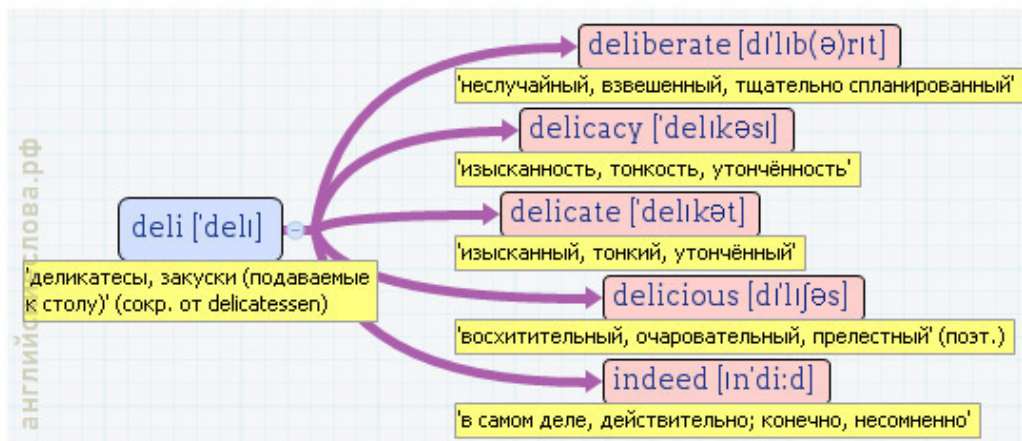 deliberate [dɪ'lɪb(ə)rɪt]
'неслучайный, взвешенный, тщательно спланированный'
delicacy ['delɪkəsɪ]
'изысканность, тонкость, утончённость'
delicate ['delɪkət]
'изысканный, тонкий, утончённый'
deli ['delɪ]
'деликатесы, закуски (подаваемые
к столу)' (сокр. от delicatessen)
delicious [dɪ'lɪʃəs]
'восхитительный, очаровательный, прелестный' (поэт.)
indeed [ɪn'di:d]
'в самом деле, действительно; конечно, несомненно'
английские-слова.рф